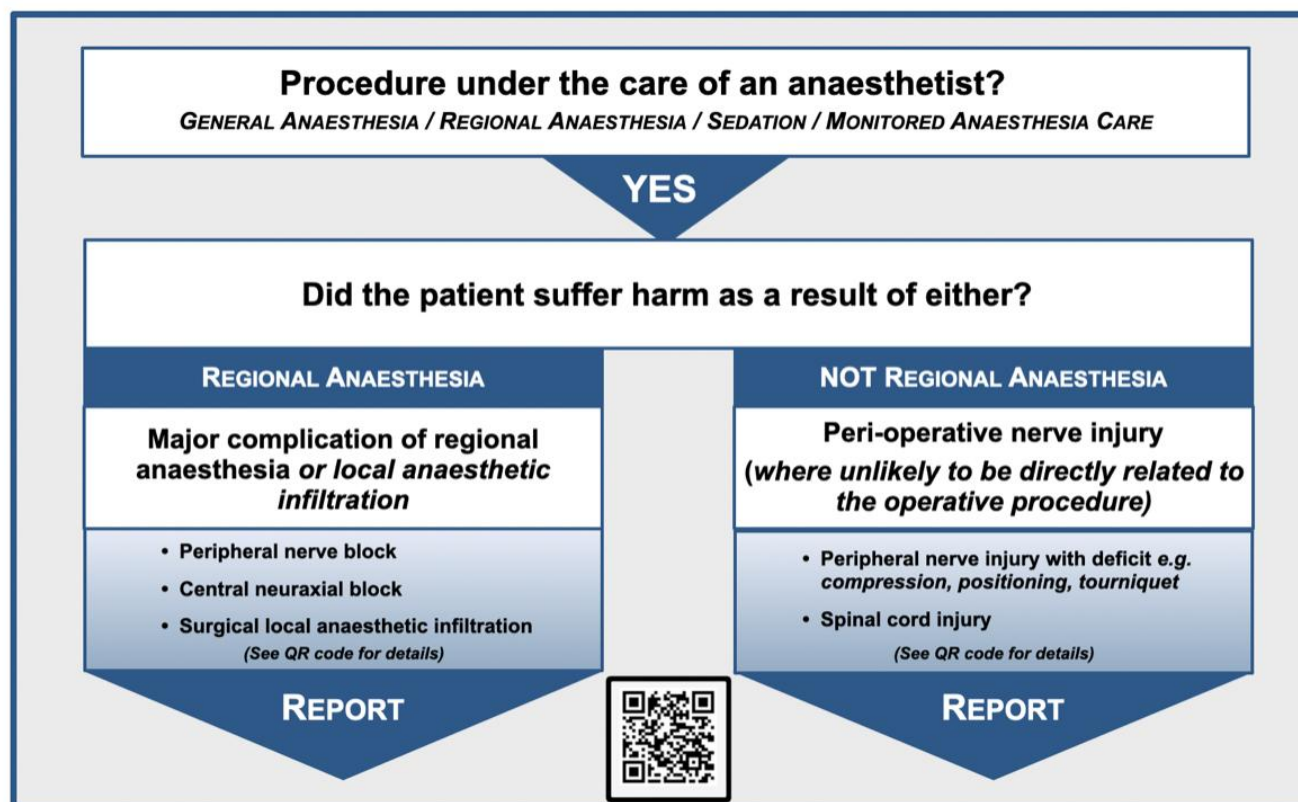 Procedure under the care of an anaesthetist?
GENERAL ANAESTHESIA / REGIONAL ANAESTHESIA / SEDATION / MONITORED ANAESTHESIA CARE
YES
Did the patient suffer harm as a result of either?
REGIONAL ANAESTHESIA
Major complication of regional
anaesthesia or local anaesthetic
infiltration
• Peripheral nerve block
• Central neuraxial block
• Surgical local anaesthetic infiltration
(See QR code for details)
REPORT
NOT REGIONAL ANAESTHESIA
Peri-operative nerve injury
(where unlikely to be directly related to
the operative procedure)
• Peripheral nerve injury with deficit e.g.
compression, positioning, tourniquet
• Spinal cord injury
(See QR code for details)
REPORT